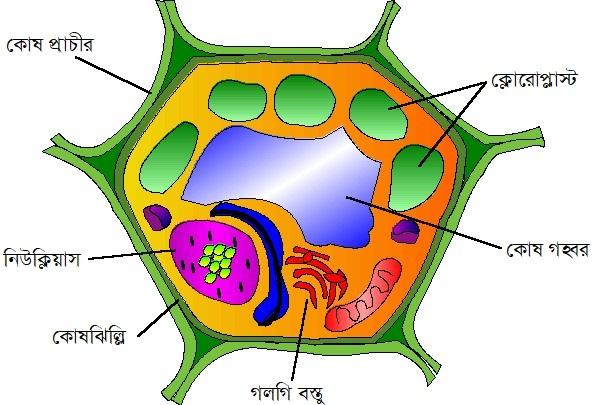 কোষ প্রাচীর
ক্লোরোপ্লাস্ট
কোষ গহ্বর
নিউক্লিয়াস
কোষঝিল্লি
গলগি বস্তু